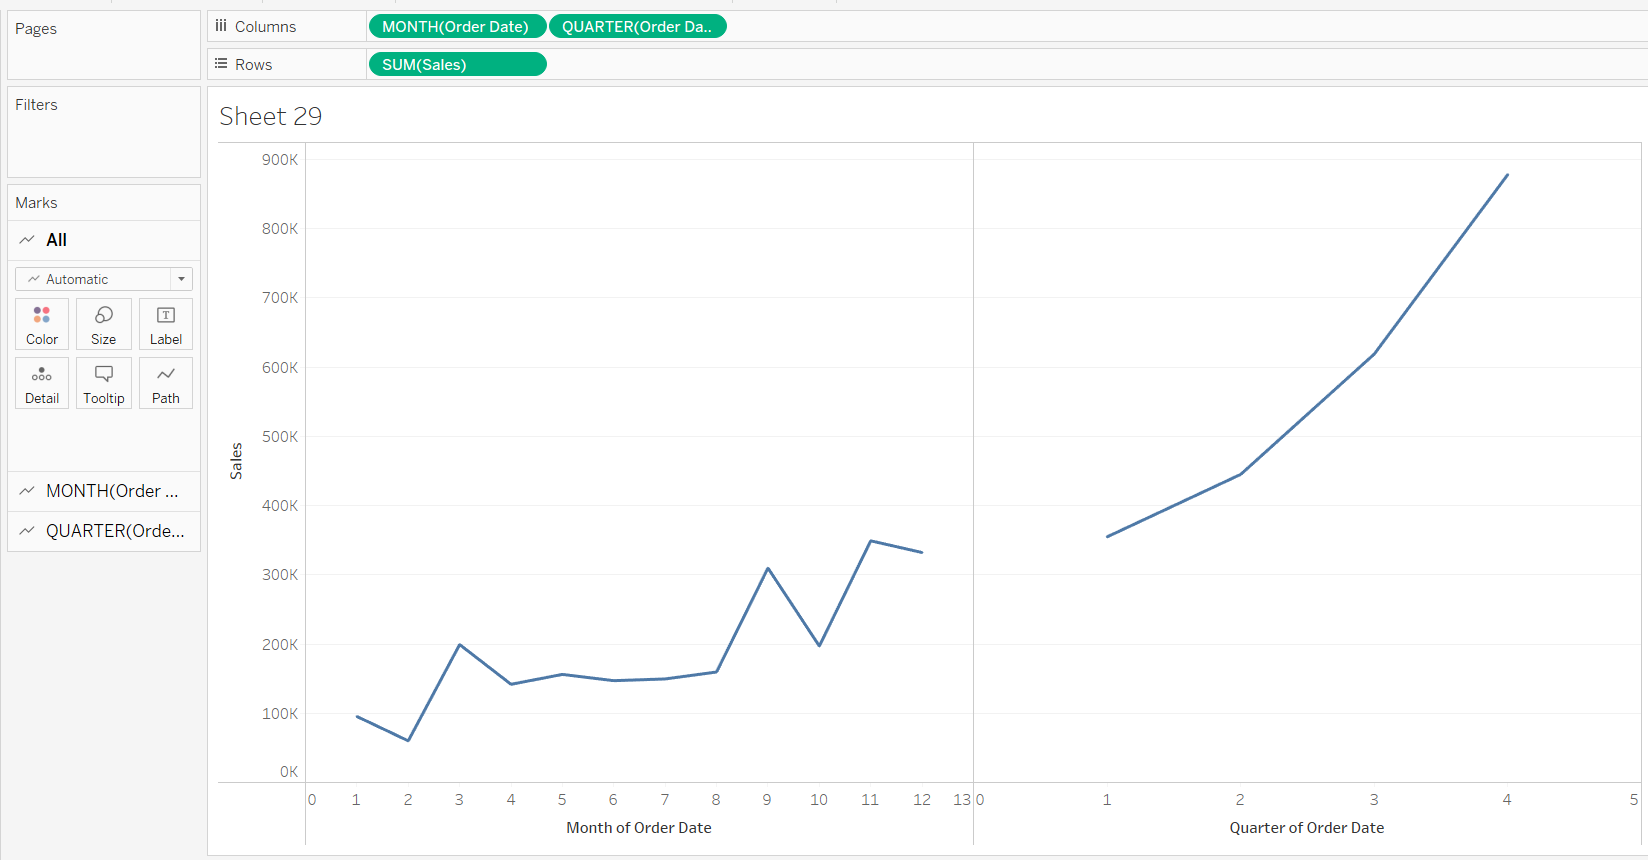 Pages
Columns
MONTH(Order Date)
QUARTER(Order Da..
Rows
SUM(Sales)
Filters
Marks
All
Automatic
Color
Size
Label
Detail
Tooltip
Path
MONTH(Order ...
QUARTER(Orde...
Sheet 29
900K
800K
700K
600K
500K
400K
300K
200K
100K
0K
Sales
0 1 2 3 4 5 6 7 8 9 10 11 12 13
Month of Order Date
0 1 2 3 4 5
Quarter of Order Date